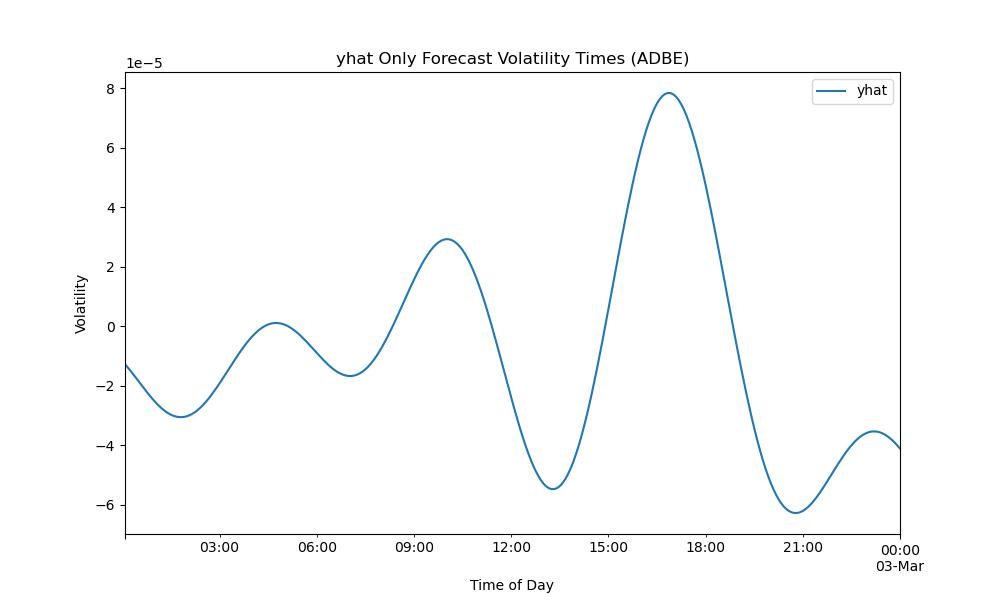 yhat Only Forecast Volatility Times (ADBE)
1e−5
yhat
8
6
4
2
0
−2
−4
−6
Volatility
03:00 06:00 09:00 12:00 15:00 18:00 21:00 00:00
03-Mar
Time of Day